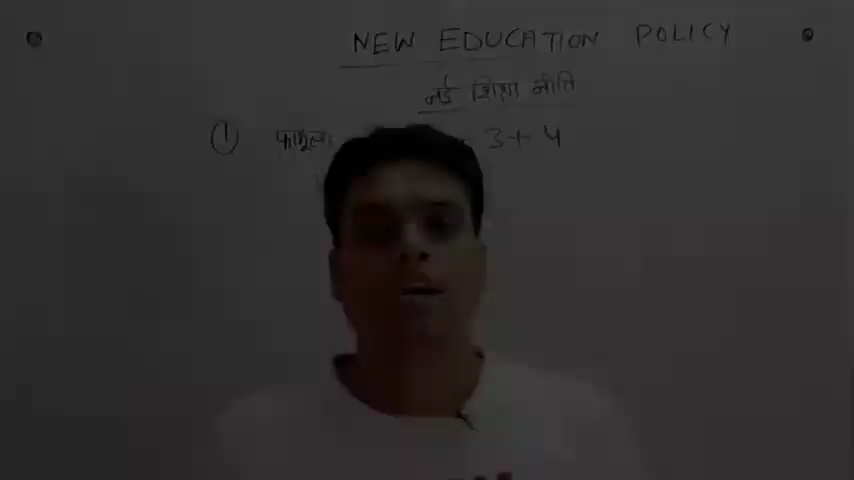 NEW EDUCATION POLICY
नई शिक्षा नीति
① फार्मूला 3 + 4